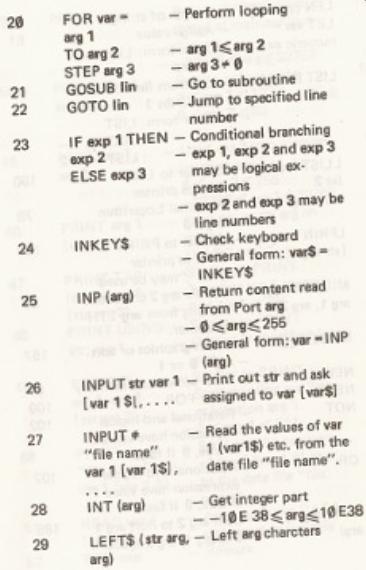 20 FOR var = — Perform looping
arg 1
TO arg 2 — arg 1 ≤ arg 2
STEP arg 3 — arg 3 ≠ 0
21 GOSUB lin — Go to subroutine
22 GOTO lin — Jump to specified line
number
23 IF exp 1 THEN — Conditional branching
exp 2 — exp 1, exp 2 and exp 3
ELSE exp 3 may be logical ex-
pressions
— exp 2 and exp 3 may be
line numbers
24 INKEY$ — Check keyboard
— General form: var$ =
INKEY$
25 INP (arg) — Return content read
from Port arg
— 0 ≤ arg ≤ 255
— General form: var = INP
(arg)
26 INPUT str var 1 — Print out str and ask
[var 1 $], . . . . assigned to var [var$]
27 INPUT # — Read the values of var
"file name" 1 (var1$) etc. from the
var 1 [var 1$], date file "file name".
. . . .
28 INT (arg) — Get integer part
— —10 E 38 ≤ arg ≤ 10 E38
29 LEFT$ (str arg, — Left arg charcters
arg)